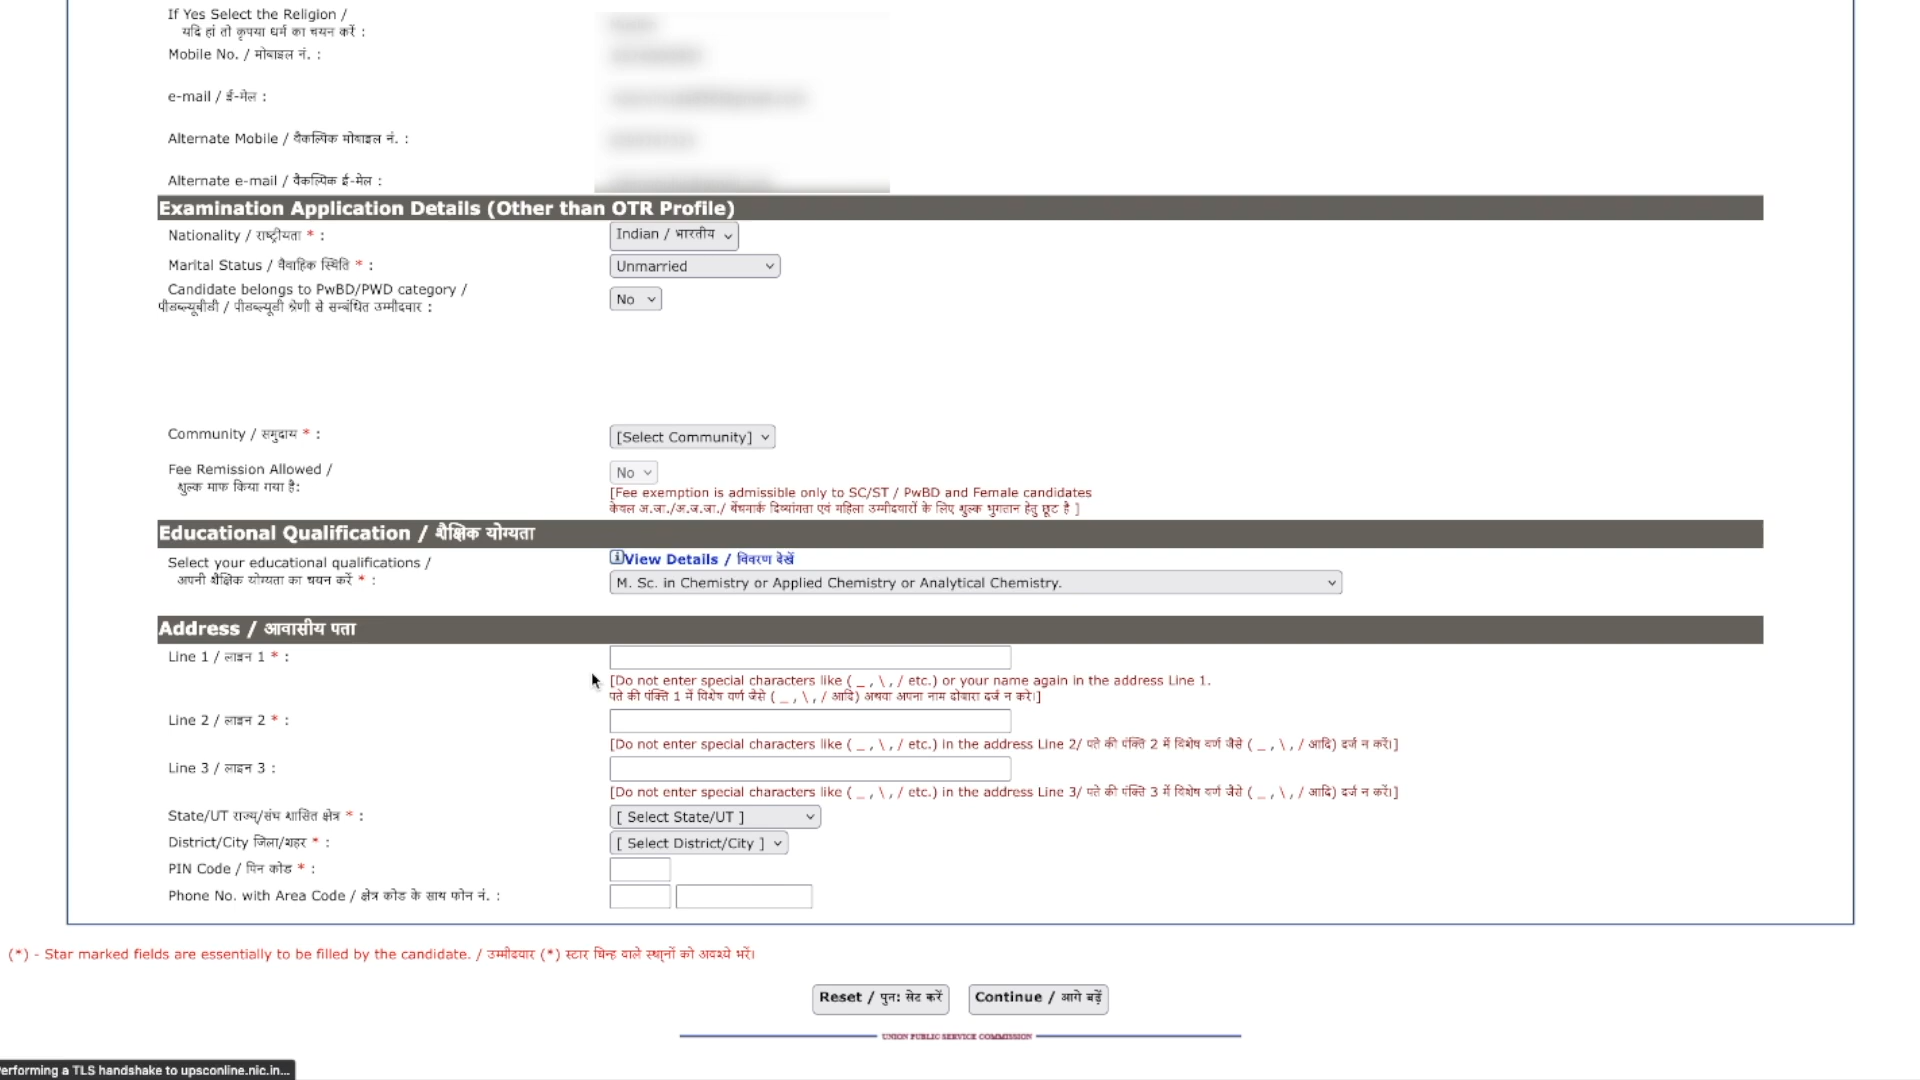 If Yes Select the Religion /
यदि हां तो कृपया धर्म का चयन करें :
Mobile No. / मोबाइल नं. :
e-mail / ई-मेल :
Alternate Mobile / वैकल्पिक मोबाइल नं. :
Alternate e-mail / वैकल्पिक ई-मेल :
Examination Application Details (Other than OTR Profile)
Nationality / राष्ट्रीयता * : Indian / भारतीय
Marital Status / वैवाहिक स्थिति * : Unmarried
Candidate belongs to PwBD/PWD category / No
पीडब्ल्यूबीडी / पीडब्ल्यूडी श्रेणी से सम्बंधित उम्मीदवार :
Community / समुदाय * : [Select Community]
Fee Remission Allowed / No
शुल्क माफ किया गया है:
[Fee exemption is admissible only to SC/ST / PwBD and Female candidates
केवल अ.जा./अ.ज.जा./ बेंचमार्क दिव्यांगता एवं महिला उम्मीदवारों के लिए शुल्क भुगतान हेतु छूट है ]
Educational Qualification / शैक्षिक योग्यता
View Details / विवरण देखें
Select your educational qualifications /
अपनी शैक्षिक योग्यता का चयन करें * : M. Sc. in Chemistry or Applied Chemistry or Analytical Chemistry.
Address / आवासीय पता
Line 1 / लाइन 1 * :
[Do not enter special characters like ( _ , \ , / etc.) or your name again in the address Line 1.
पते की पंक्ति 1 में विशेष वर्ण जैसे ( _ , \ , / आदि) अथवा अपना नाम दोबारा दर्ज न करे।]
Line 2 / लाइन 2 * :
[Do not enter special characters like ( _ , \ , / etc.) in the address Line 2/ पते की पंक्ति 2 में विशेष वर्ण जैसे ( _ , \ , / आदि) दर्ज न करें।]
Line 3 / लाइन 3 :
[Do not enter special characters like ( _ , \ , / etc.) in the address Line 3/ पते की पंक्ति 3 में विशेष वर्ण जैसे ( _ , \ , / आदि) दर्ज न करें।]
State/UT राज्य/संघ शासित क्षेत्र * : [ Select State/UT ]
District/City जिला/शहर * : [ Select District/City ]
PIN Code / पिन कोड * :
Phone No. with Area Code / क्षेत्र कोड के साथ फोन नं. :
(*) - Star marked fields are essentially to be filled by the candidate. / उम्मीदवार (*) स्टार चिन्ह वाले स्थानों को अवश्ये भरें।
Reset / पुन: सेट करें Continue / आगे बढ़ें
UNION PUBLIC SERVICE COMMISSION
erforming a TLS handshake to upsconline.nic.in...